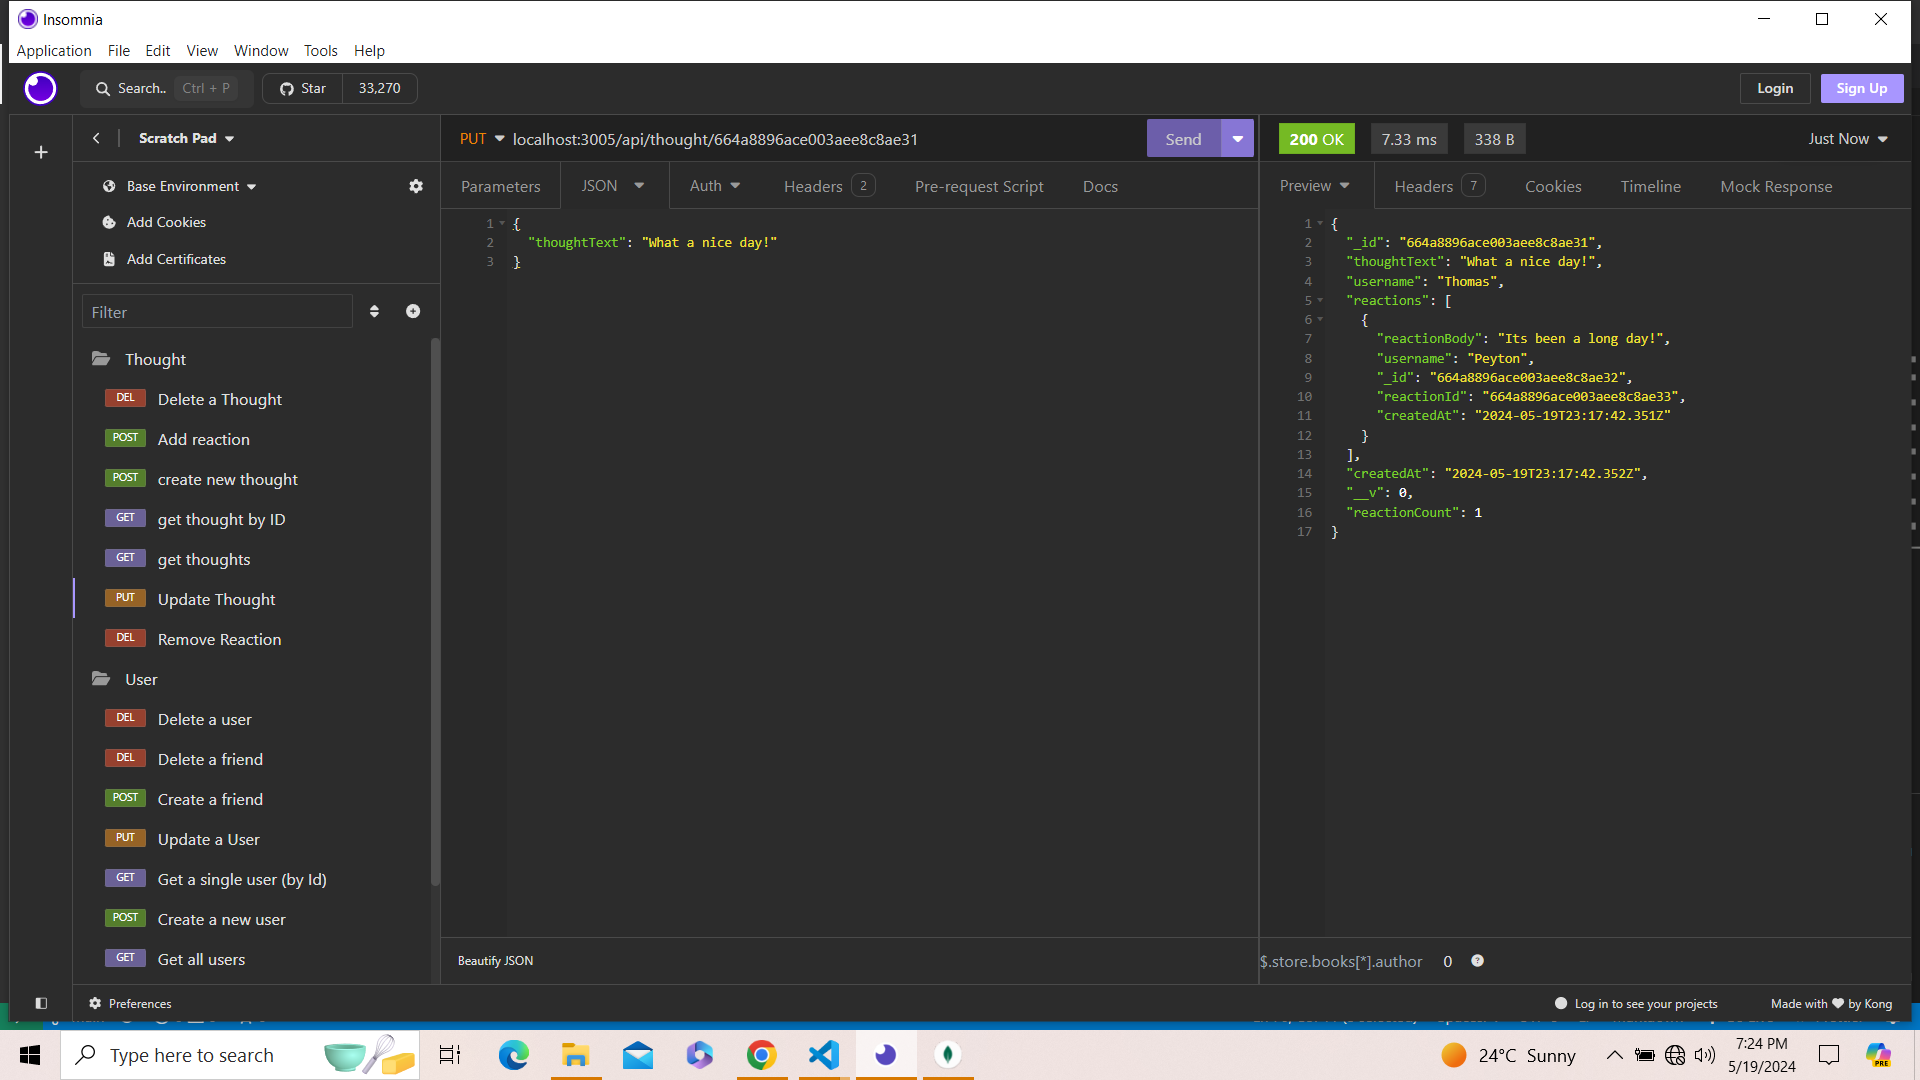 Insomnia
Application File Edit View Window Tools Help
Search.. Ctrl + P Star 33,270 Login Sign Up
Scratch Pad
Base Environment
Add Cookies
Add Certificates
Filter
Thought
DEL Delete a Thought
POST Add reaction
POST create new thought
GET get thought by ID
GET get thoughts
PUT Update Thought
DEL Remove Reaction
User
DEL Delete a user
DEL Delete a friend
POST Create a friend
PUT Update a User
GET Get a single user (by Id)
POST Create a new user
GET Get all users
PUT localhost:3005/api/thought/664a8896ace003aee8c8ae31 Send
Parameters JSON Auth Headers 2 Pre-request Script Docs
1 {
2 "thoughtText": "What a nice day!"
3 }
Beautify JSON
200 OK 7.33 ms 338 B Just Now
Preview Headers 7 Cookies Timeline Mock Response
1 {
2 "_id": "664a8896ace003aee8c8ae31",
3 "thoughtText": "What a nice day!",
4 "username": "Thomas",
5 "reactions": [
6 {
7 "reactionBody": "Its been a long day!",
8 "username": "Peyton",
9 "_id": "664a8896ace003aee8c8ae32",
10 "reactionId": "664a8896ace003aee8c8ae33",
11 "createdAt": "2024-05-19T23:17:42.351Z"
12 }
13 ],
14 "createdAt": "2024-05-19T23:17:42.352Z",
15 "__v": 0,
16 "reactionCount": 1
17 }
$.store.books[*].author 0
Preferences Log in to see your projects Made with ❤ by Kong
Type here to search 24°C Sunny 7:24 PM
5/19/2024
PRE